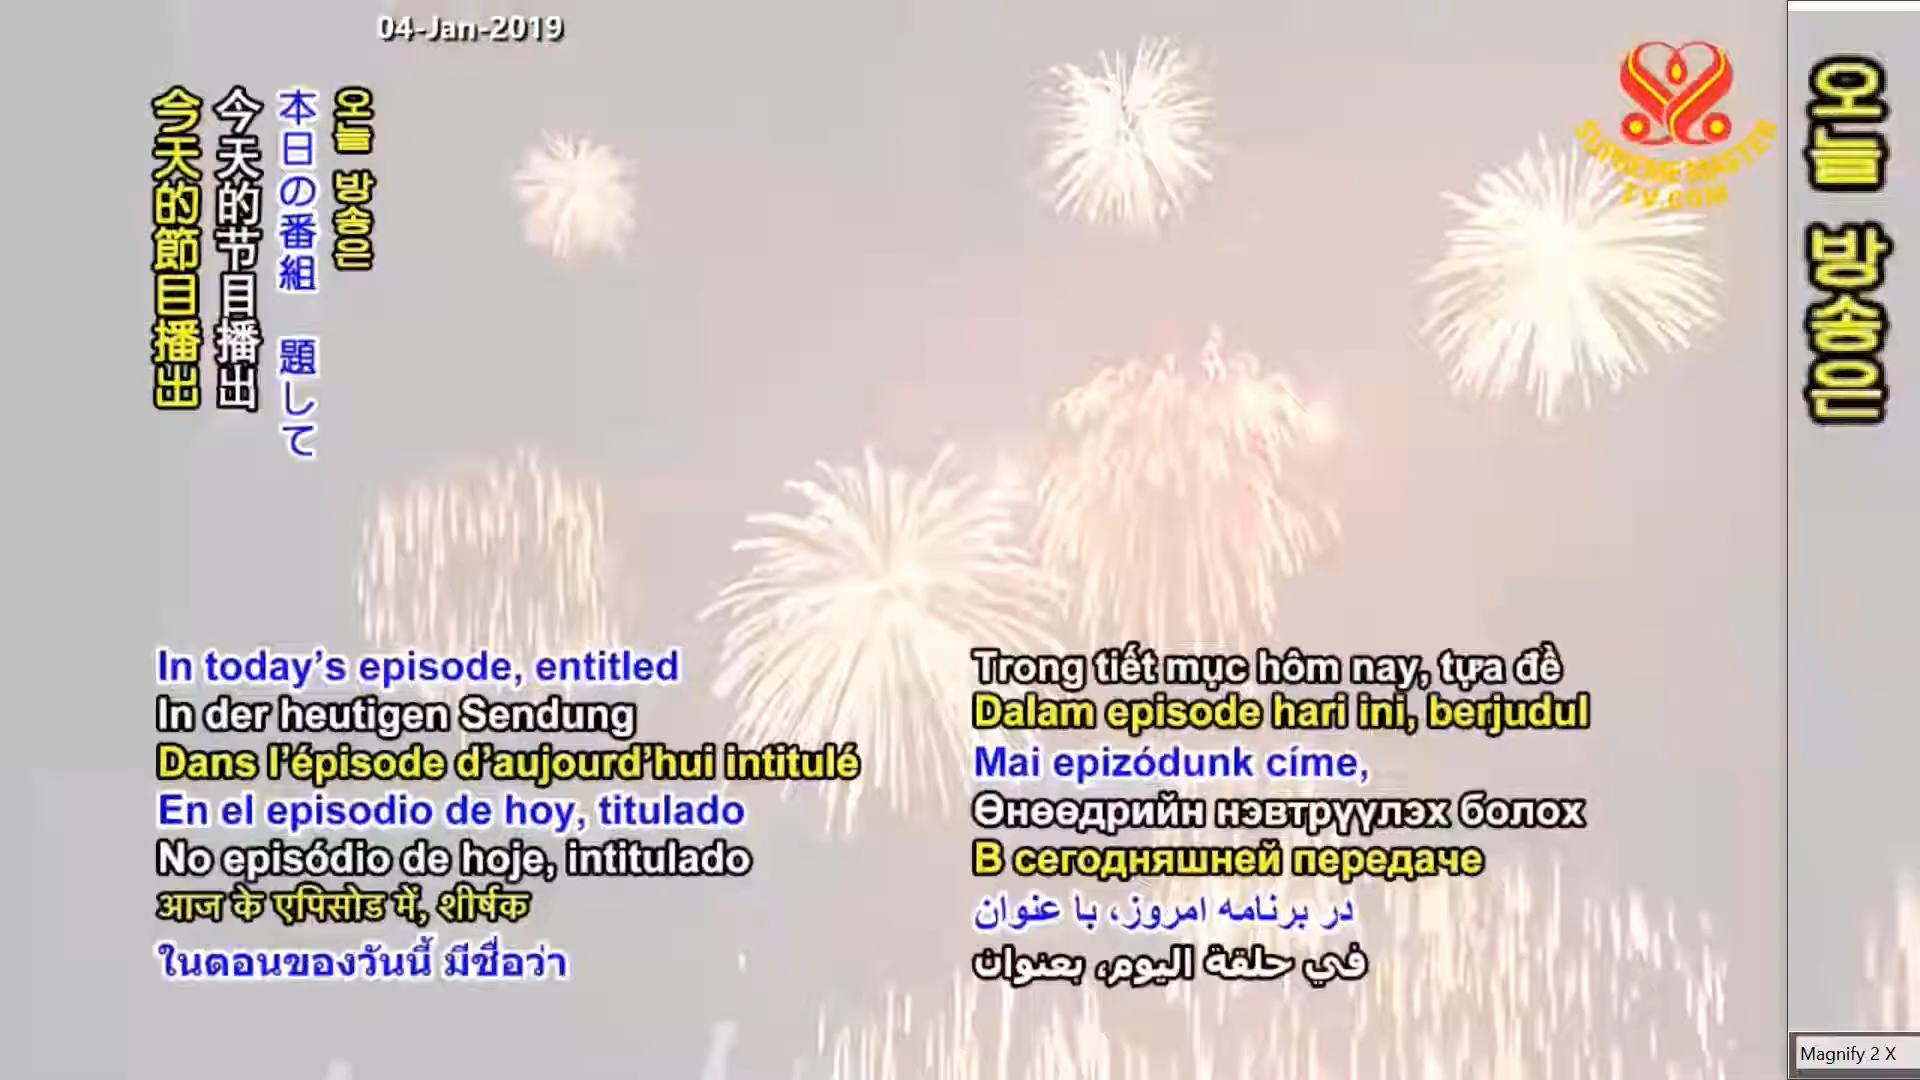 04-Jan-2019
今天的節目播出
今天的节目播出
本日の番組 題して
오늘 방송은
SUPREME MASTER
TV.COM
오늘 방송은
In today’s episode, entitled
In der heutigen Sendung
Dans l’épisode d’aujourd’hui intitulé
En el episodio de hoy, titulado
No episódio de hoje, intitulado
आज के एपिसोड में, शीर्षक
ในตอนของวันนี้ มีชื่อว่า
Trong tiết mục hôm nay, tựa đề
Dalam episode hari ini, berjudul
Mai epizódunk címe,
Өнөөдрийн нэвтрүүлэх болох
В сегодняшней передаче
در برنامه امروز، با عنوان
في حلقة اليوم، بعنوان
Magnify 2 X